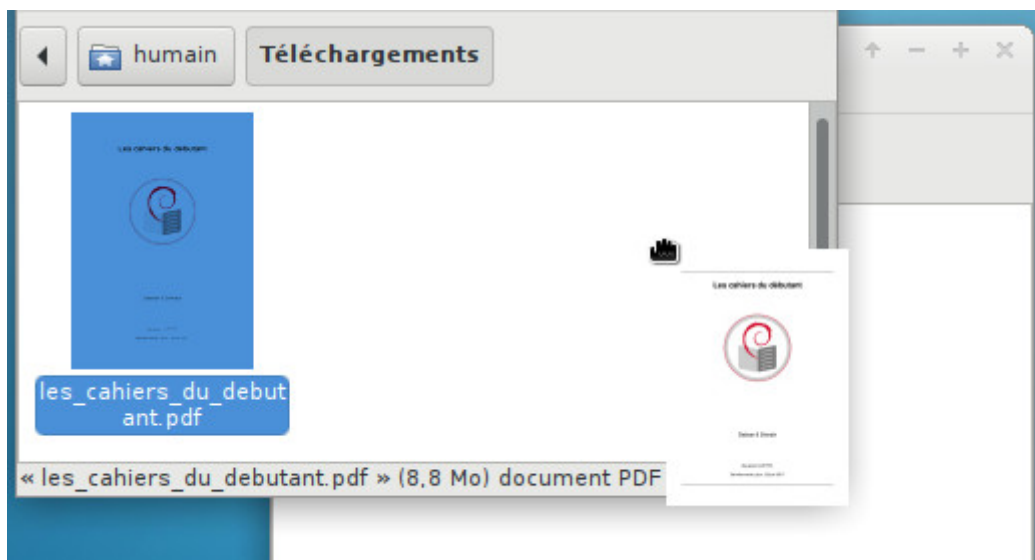 humain
Téléchargements
Les cahiers du débutant
les_cahiers_du_debut
ant.pdf
Les cahiers du débutant
« les_cahiers_du_debutant.pdf » (8,8 Mo) document PDF